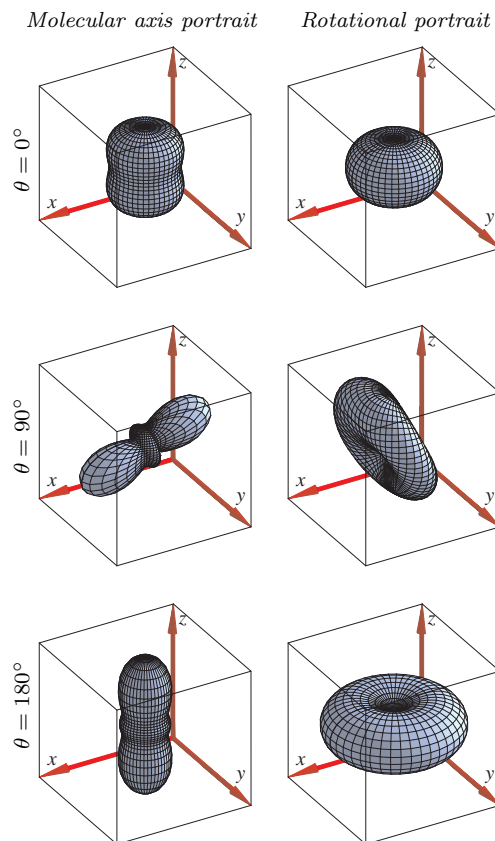 Molecular axis portrait Rotational portrait
θ = 0°
z z
x y x y
θ = 90°
z z
x y x y
θ = 180°
z z
x y x y